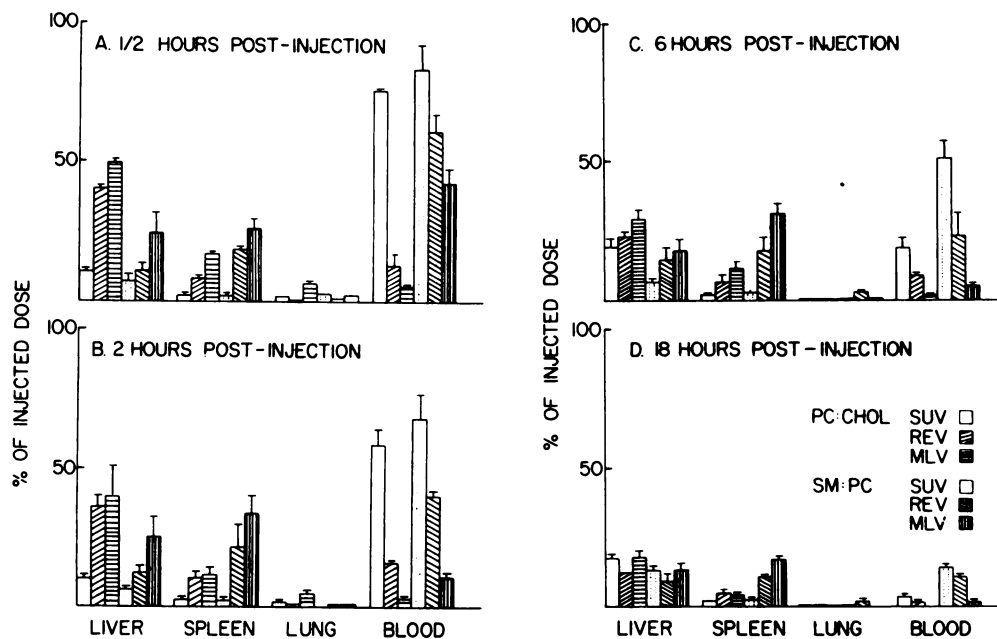 100
A. 1/2 HOURS POST-INJECTION
50
% OF INJECTED DOSE
100
B. 2 HOURS POST-INJECTION
50
LIVER SPLEEN LUNG BLOOD
100
C. 6 HOURS POST-INJECTION
50
% OF INJECTED DOSE
100
D. 18 HOURS POST-INJECTION
PC:CHOL SUV
REV
MLV
50
SM:PC SUV
REV
MLV
LIVER SPLEEN LUNG BLOOD